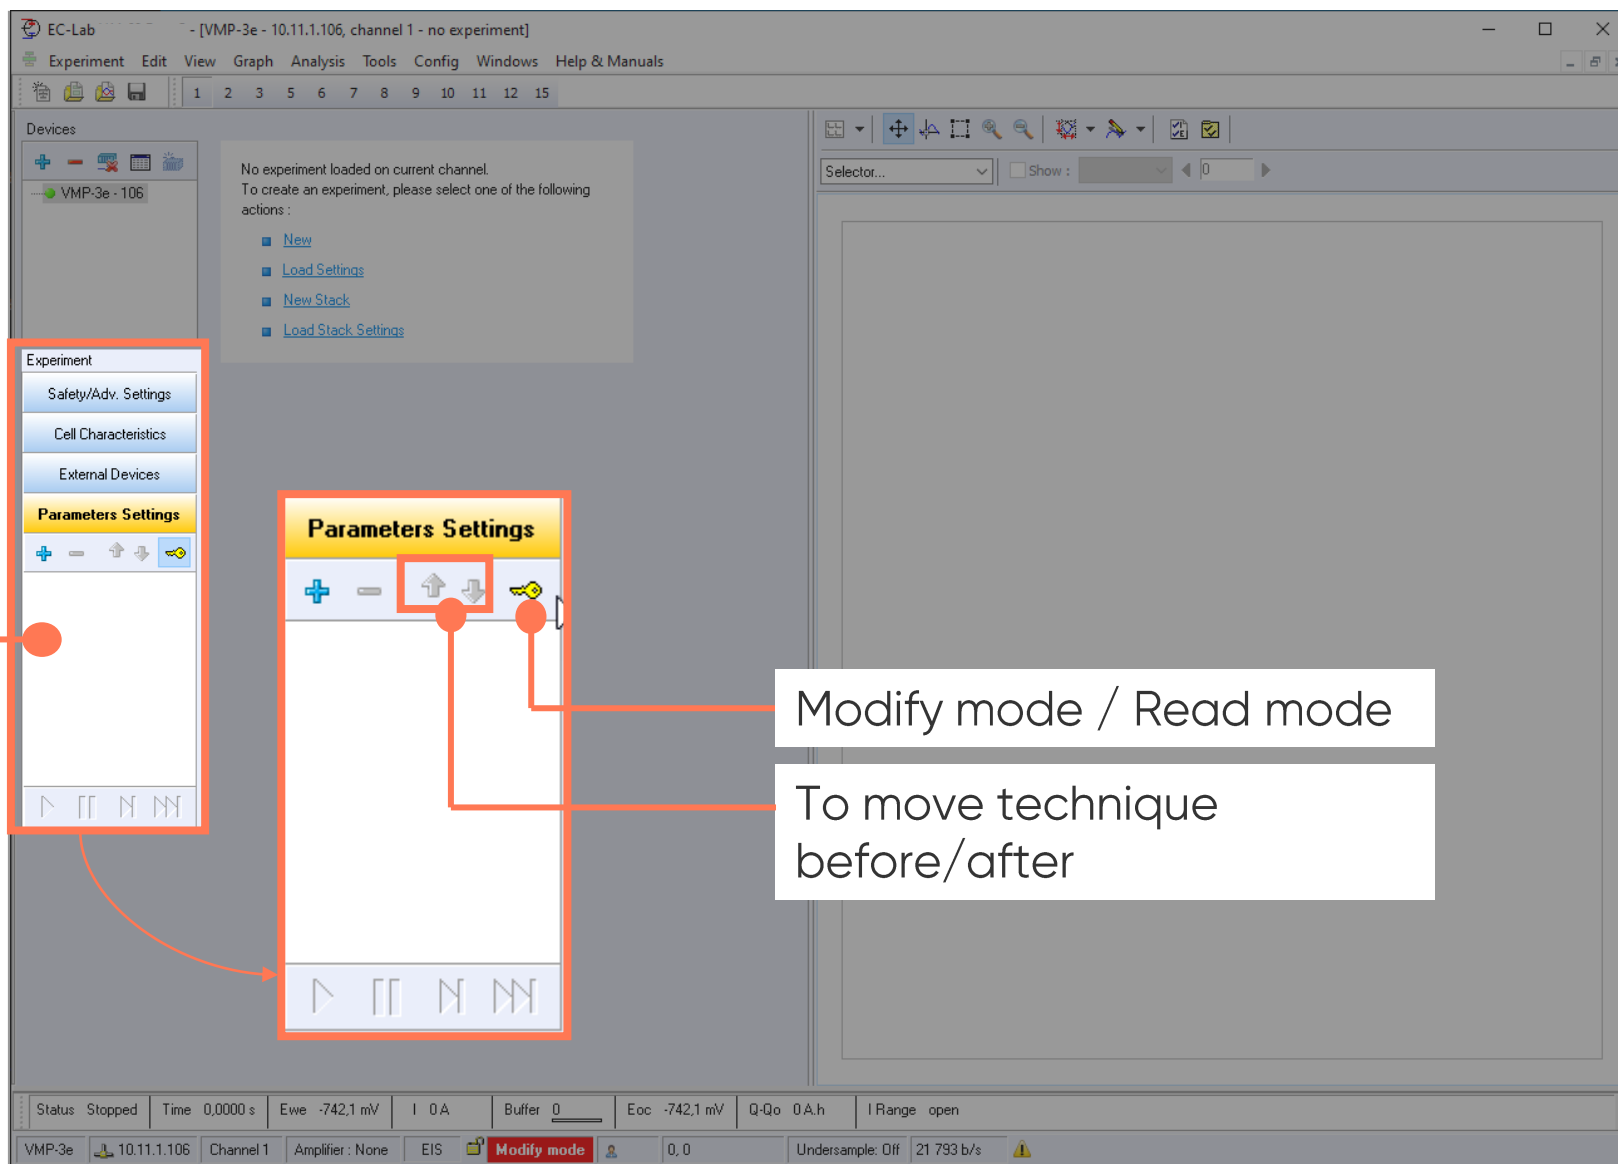 EC-Lab - [VMP-3e - 10.11.1.106, channel 1 - no experiment]
Experiment Edit View Graph Analysis Tools Config Windows Help & Manuals
1 2 3 5 6 7 8 9 10 11 12 15
Devices
VMP-3e - 106
No experiment loaded on current channel.
To create an experiment, please select one of the following
actions :
New
Load Settings
New Stack
Load Stack Settings
Selector... Show : 0
Experiment
Safety/Adv. Settings
Cell Characteristics
External Devices
Parameters Settings
Parameters Settings
Modify mode / Read mode
To move technique
before/after
Status Stopped Time 0,0000 s Ewe -742,1 mV I 0 A Buffer 0 Eoc -742,1 mV Q-Qo 0 A.h I Range open
VMP-3e 10.11.1.106 Channel 1 Amplifier : None EIS Modify mode 0, 0 Undersample: Off 21 793 b/s